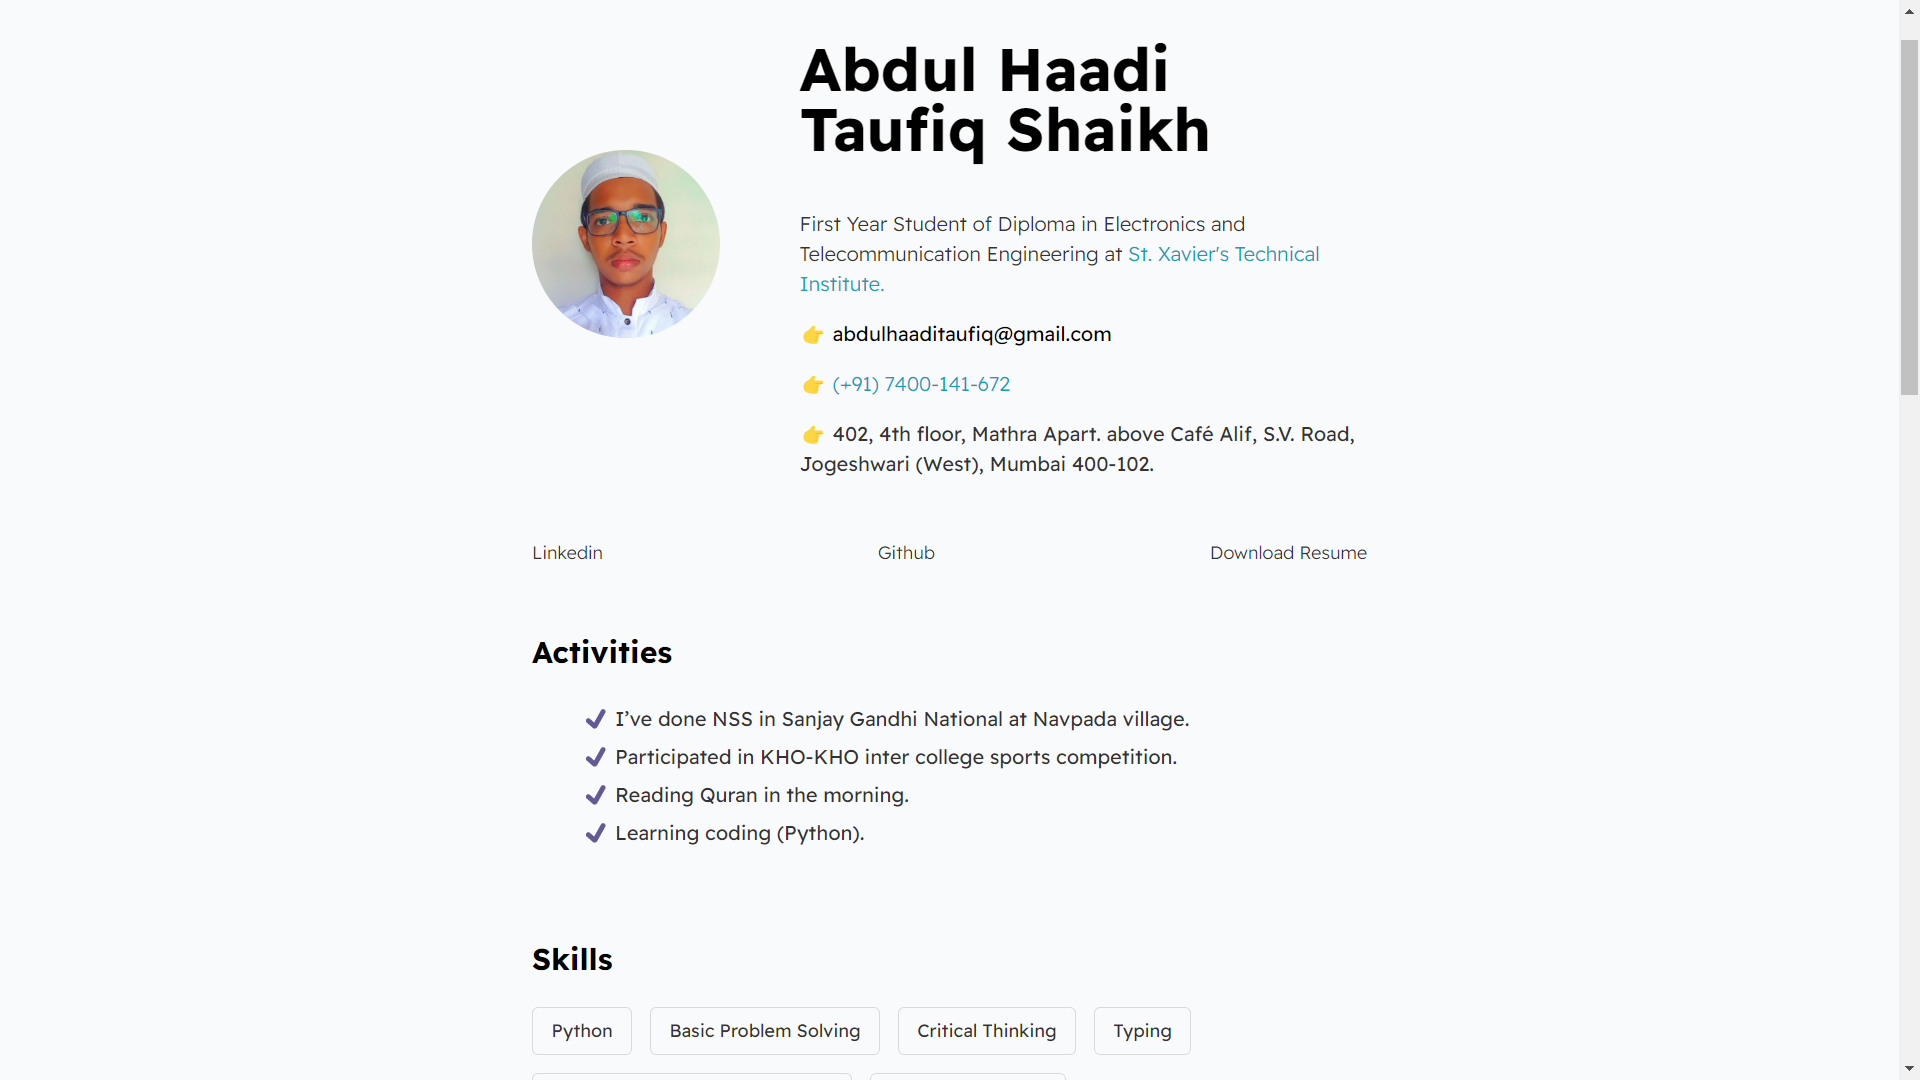 Abdul Haadi
Taufiq Shaikh
First Year Student of Diploma in Electronics and
Telecommunication Engineering at St. Xavier's Technical
Institute.
👉 abdulhaaditaufiq@gmail.com
👉 (+91) 7400-141-672
👉 402, 4th floor, Mathra Apart. above Café Alif, S.V. Road,
Jogeshwari (West), Mumbai 400-102.
Linkedin Github Download Resume
Activities
✔ I’ve done NSS in Sanjay Gandhi National at Navpada village.
✔ Participated in KHO-KHO inter college sports competition.
✔ Reading Quran in the morning.
✔ Learning coding (Python).
Skills
Python Basic Problem Solving Critical Thinking Typing